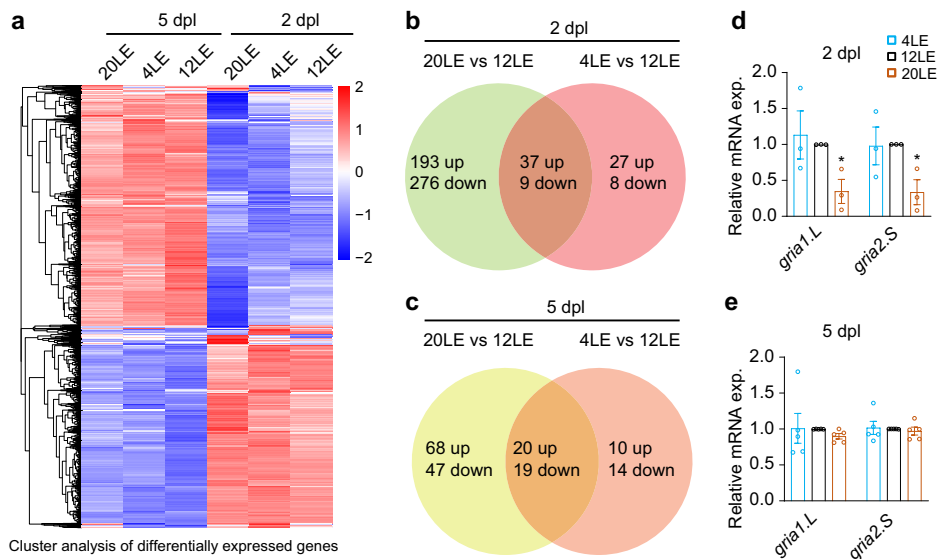 a
5 dpl
2 dpl
20LE
4LE
12LE
20LE
4LE
12LE
2
1
0
−1
−2
Cluster analysis of differentially expressed genes
b
2 dpl
20LE vs 12LE
4LE vs 12LE
193 up
276 down
37 up
9 down
27 up
8 down
c
5 dpl
20LE vs 12LE
4LE vs 12LE
68 up
47 down
20 up
19 down
10 up
14 down
d
2 dpl
4LE
12LE
20LE
Relative mRNA exp.
2.0
1.5
1.0
0.5
0.0
*
*
gria1.L
gria2.S
e
5 dpl
Relative mRNA exp.
2.0
1.5
1.0
0.5
0.0
gria1.L
gria2.S